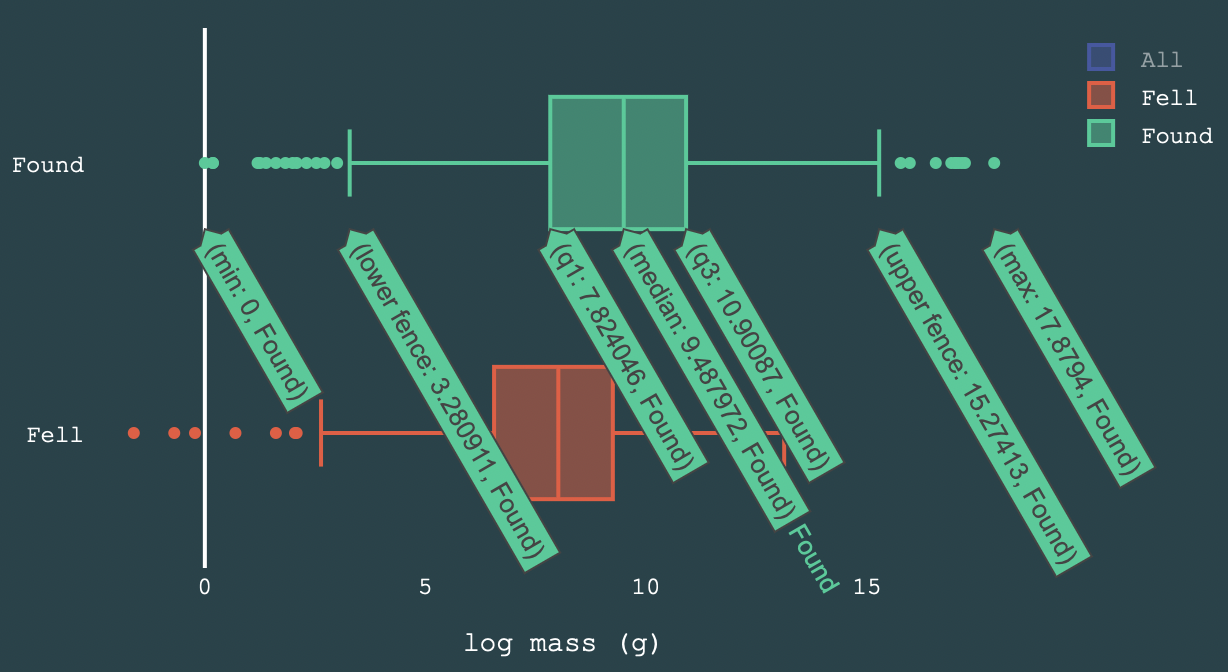 All
Fell
Found
Found
(min: 0, Found)
(lower fence: 3.280911, Found)
(q1: 7.824046, Found)
(median: 9.487972, Found)
Found
(q3: 10.90087, Found)
(upper fence: 15.27413, Found)
(max: 17.8794, Found)
Fell
0
5
10
15
log mass (g)